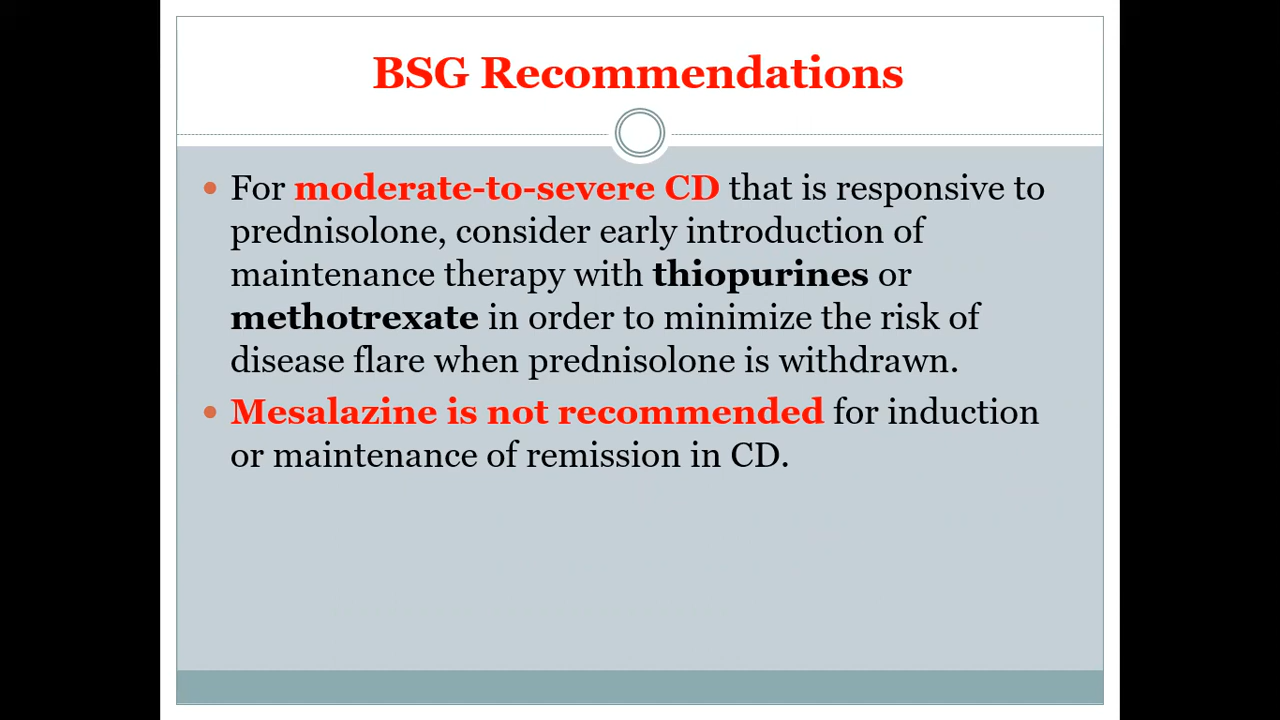 BSG Recommendations
• For moderate-to-severe CD that is responsive to
prednisolone, consider early introduction of
maintenance therapy with thiopurines or
methotrexate in order to minimize the risk of
disease flare when prednisolone is withdrawn.
• Mesalazine is not recommended for induction
or maintenance of remission in CD.